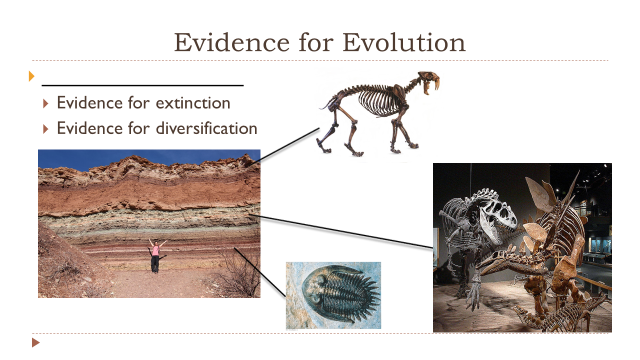 Evidence for Evolution
Evidence for extinction
Evidence for diversification